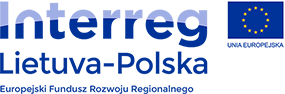 Interreg
UNIA EUROPEJSKA
Lietuva-Polska
Europejski Fundusz Rozwoju Regionalnego